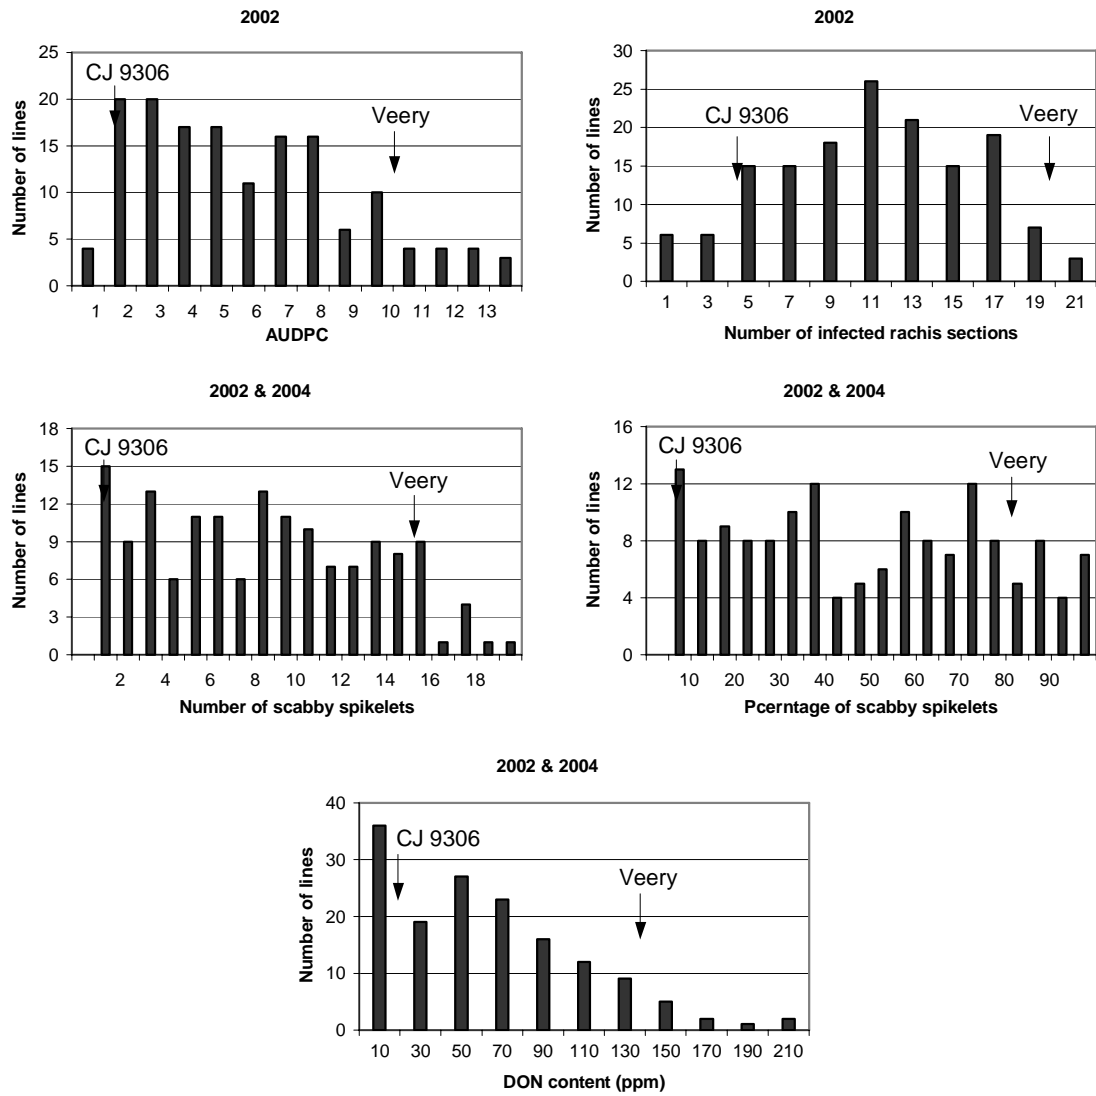 2002
25
20
15
10
5
0
Number of lines
CJ 9306
Veery
1 2 3 4 5 6 7 8 9 10 11 12 13
AUDPC
2002
30
25
20
15
10
5
0
Number of lines
CJ 9306
Veery
1 3 5 7 9 11 13 15 17 19 21
Number of infected rachis sections
2002 & 2004
18
15
12
9
6
3
0
Number of lines
CJ 9306
Veery
2 4 6 8 10 12 14 16 18
Number of scabby spikelets
2002 & 2004
16
12
8
4
0
Number of lines
CJ 9306
Veery
10 20 30 40 50 60 70 80 90
Pcerntage of scabby spikelets
2002 & 2004
40
30
20
10
0
Number of lines
CJ 9306
Veery
10 30 50 70 90 110 130 150 170 190 210
DON content (ppm)